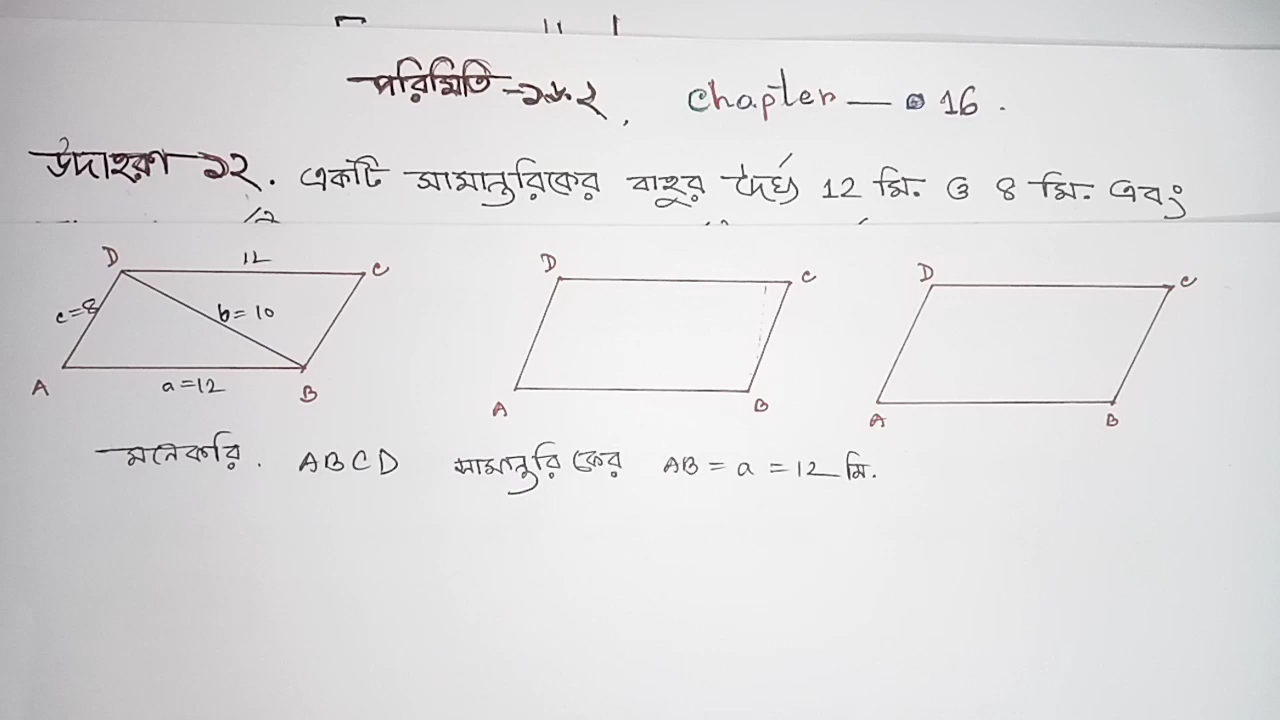 পরিমিতি - ১৬.২, Chapter — 16.
উদাহরণ ১২. একটি সামান্তরিকের বাহুর দৈর্ঘ্য 12 মি. ও 8 মি. এবং
D 12 C
c=8 b=10
A a=12 B
D C
A B
D C
A B
মনেকরি. ABCD সামান্তরিকের AB = a = 12 মি.